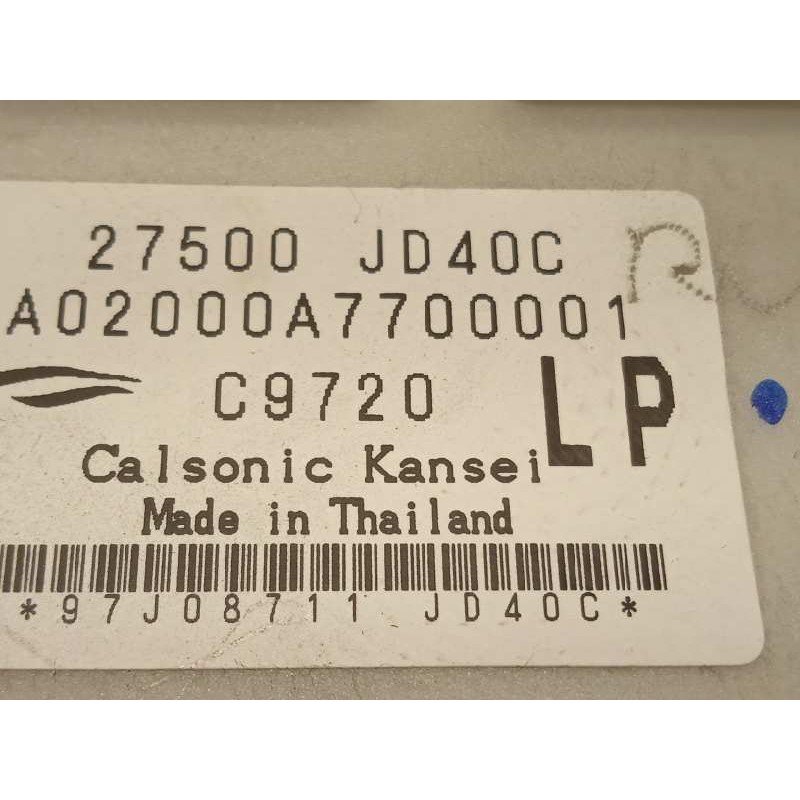 27500 JD40C
A02000A7700001
C9720 LP
Calsonic Kansei
Made in Thailand
*97J08711 JD40C*